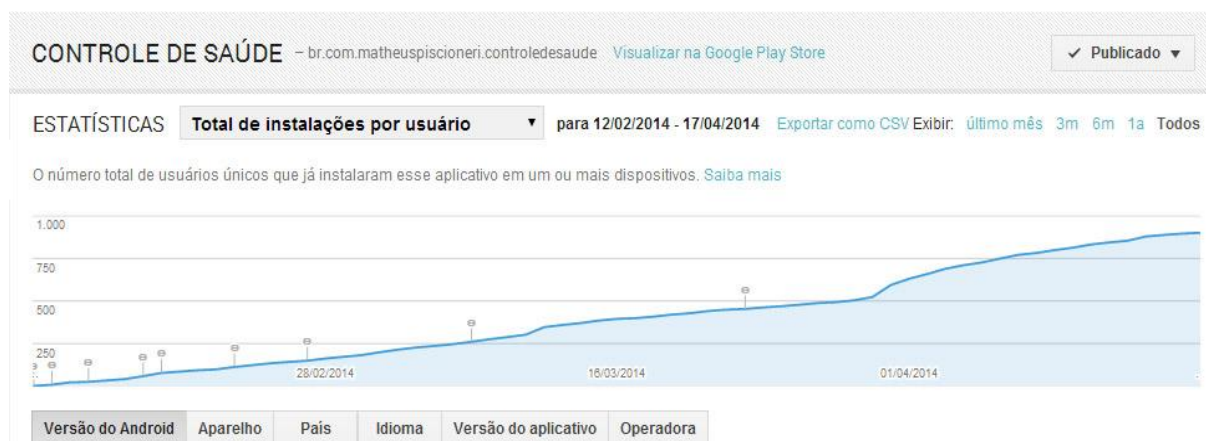 CONTROLE DE SAÚDE – br.com.matheuspiscioneri.controledesaude Visualizar na Google Play Store ✓ Publicado ▼
ESTATÍSTICAS Total de instalações por usuário ▼ para 12/02/2014 - 17/04/2014 Exportar como CSV Exibir: último mês 3m 6m 1a Todos
O número total de usuários únicos que já instalaram esse aplicativo em um ou mais dispositivos. Saiba mais
1.000
750
500
250
28/02/2014 16/03/2014 01/04/2014
Versão do Android Aparelho País Idioma Versão do aplicativo Operadora